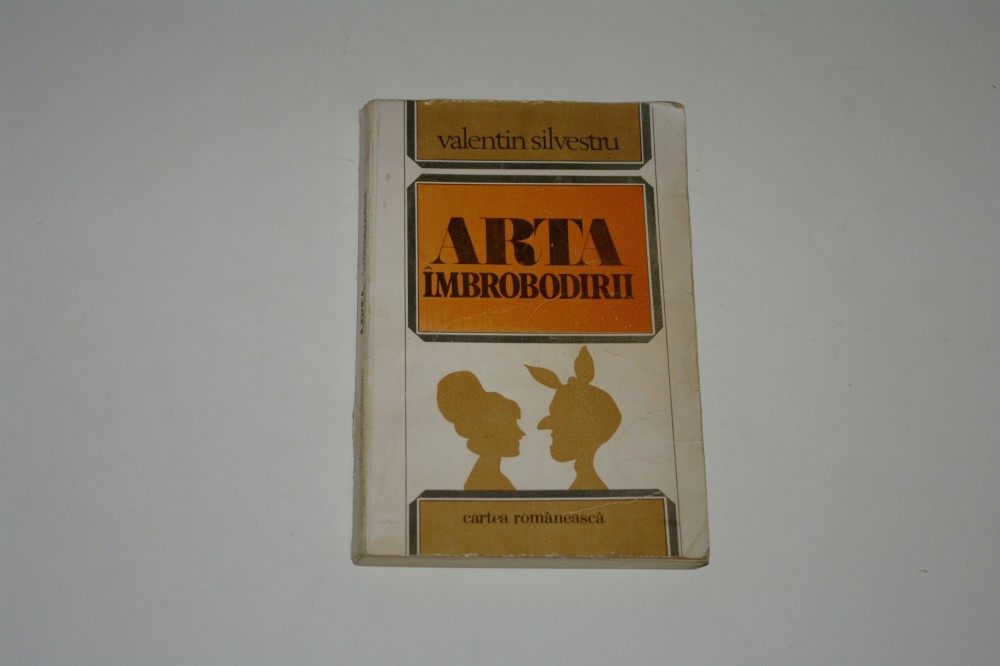 valentin silvestru
ARTA
ÎMBROBODIRII
cartea românească